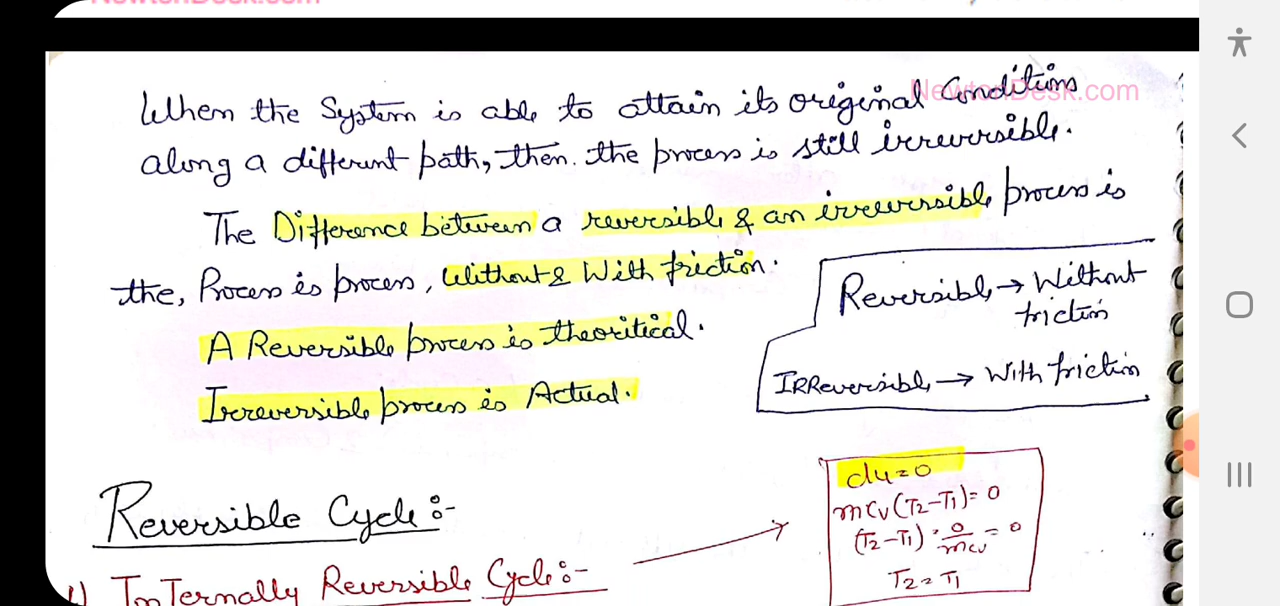 NewtonDesk.com
When the System is able to attain its original Conditions
along a different path, then. the process is still irreversible.
The Difference between a reversible & an irreversible process is
the, Process is process, Without & With friction.
Reversible → Without
friction
A Reversible process is theoritical.
IRReversible → With friction
Irreversible process is Actual.
du=0
mCv(T2-T1)=0
Reversible Cycle:-
(T2-T1) = 0/mcv = 0
T2=T1
1) InTernally Reversible Cycle:-